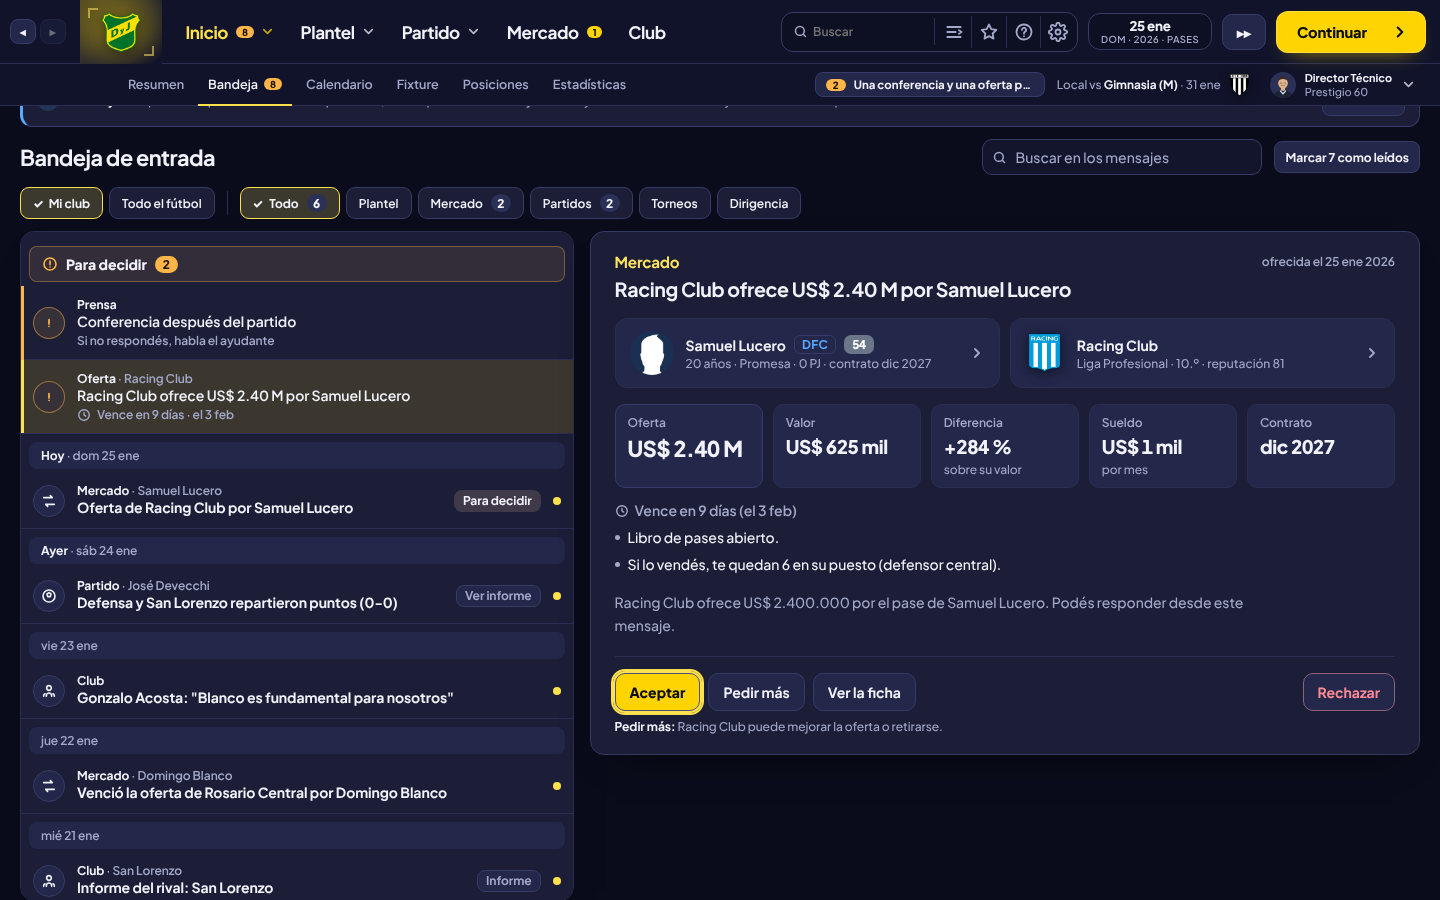 Inicio 8
Plantel
Partido
Mercado 1
Club
Buscar
25 ene
DOM · 2026 · PASES
Continuar
Resumen
Bandeja 8
Calendario
Fixture
Posiciones
Estadísticas
2 Una conferencia y una oferta p...
Local vs Gimnasia (M) · 31 ene
Director Técnico
Prestigio 60
Bandeja de entrada
Buscar en los mensajes
Marcar 7 como leídos
Mi club
Todo el fútbol
Todo 6
Plantel
Mercado 2
Partidos 2
Torneos
Dirigencia
Para decidir 2
Prensa
Conferencia después del partido
Si no respondés, habla el ayudante
Oferta · Racing Club
Racing Club ofrece US$ 2.40 M por Samuel Lucero
Vence en 9 días · el 3 feb
Hoy · dom 25 ene
Mercado · Samuel Lucero
Oferta de Racing Club por Samuel Lucero
Para decidir
Ayer · sáb 24 ene
Partido · José Devecchi
Defensa y San Lorenzo repartieron puntos (0-0)
Ver informe
vie 23 ene
Club
Gonzalo Acosta: "Blanco es fundamental para nosotros"
jue 22 ene
Mercado · Domingo Blanco
Venció la oferta de Rosario Central por Domingo Blanco
mié 21 ene
Club · San Lorenzo
Informe del rival: San Lorenzo
Informe
Mercado
ofrecida el 25 ene 2026
Racing Club ofrece US$ 2.40 M por Samuel Lucero
Samuel Lucero DFC 54
20 años · Promesa · 0 PJ · contrato dic 2027
RACING
Racing Club
Liga Profesional · 10.º · reputación 81
Oferta
US$ 2.40 M
Valor
US$ 625 mil
Diferencia
+284 %
sobre su valor
Sueldo
US$ 1 mil
por mes
Contrato
dic 2027
Vence en 9 días (el 3 feb)
• Libro de pases abierto.
• Si lo vendés, te quedan 6 en su puesto (defensor central).
Racing Club ofrece US$ 2.400.000 por el pase de Samuel Lucero. Podés responder desde este
mensaje.
Aceptar
Pedir más
Ver la ficha
Rechazar
Pedir más: Racing Club puede mejorar la oferta o retirarse.